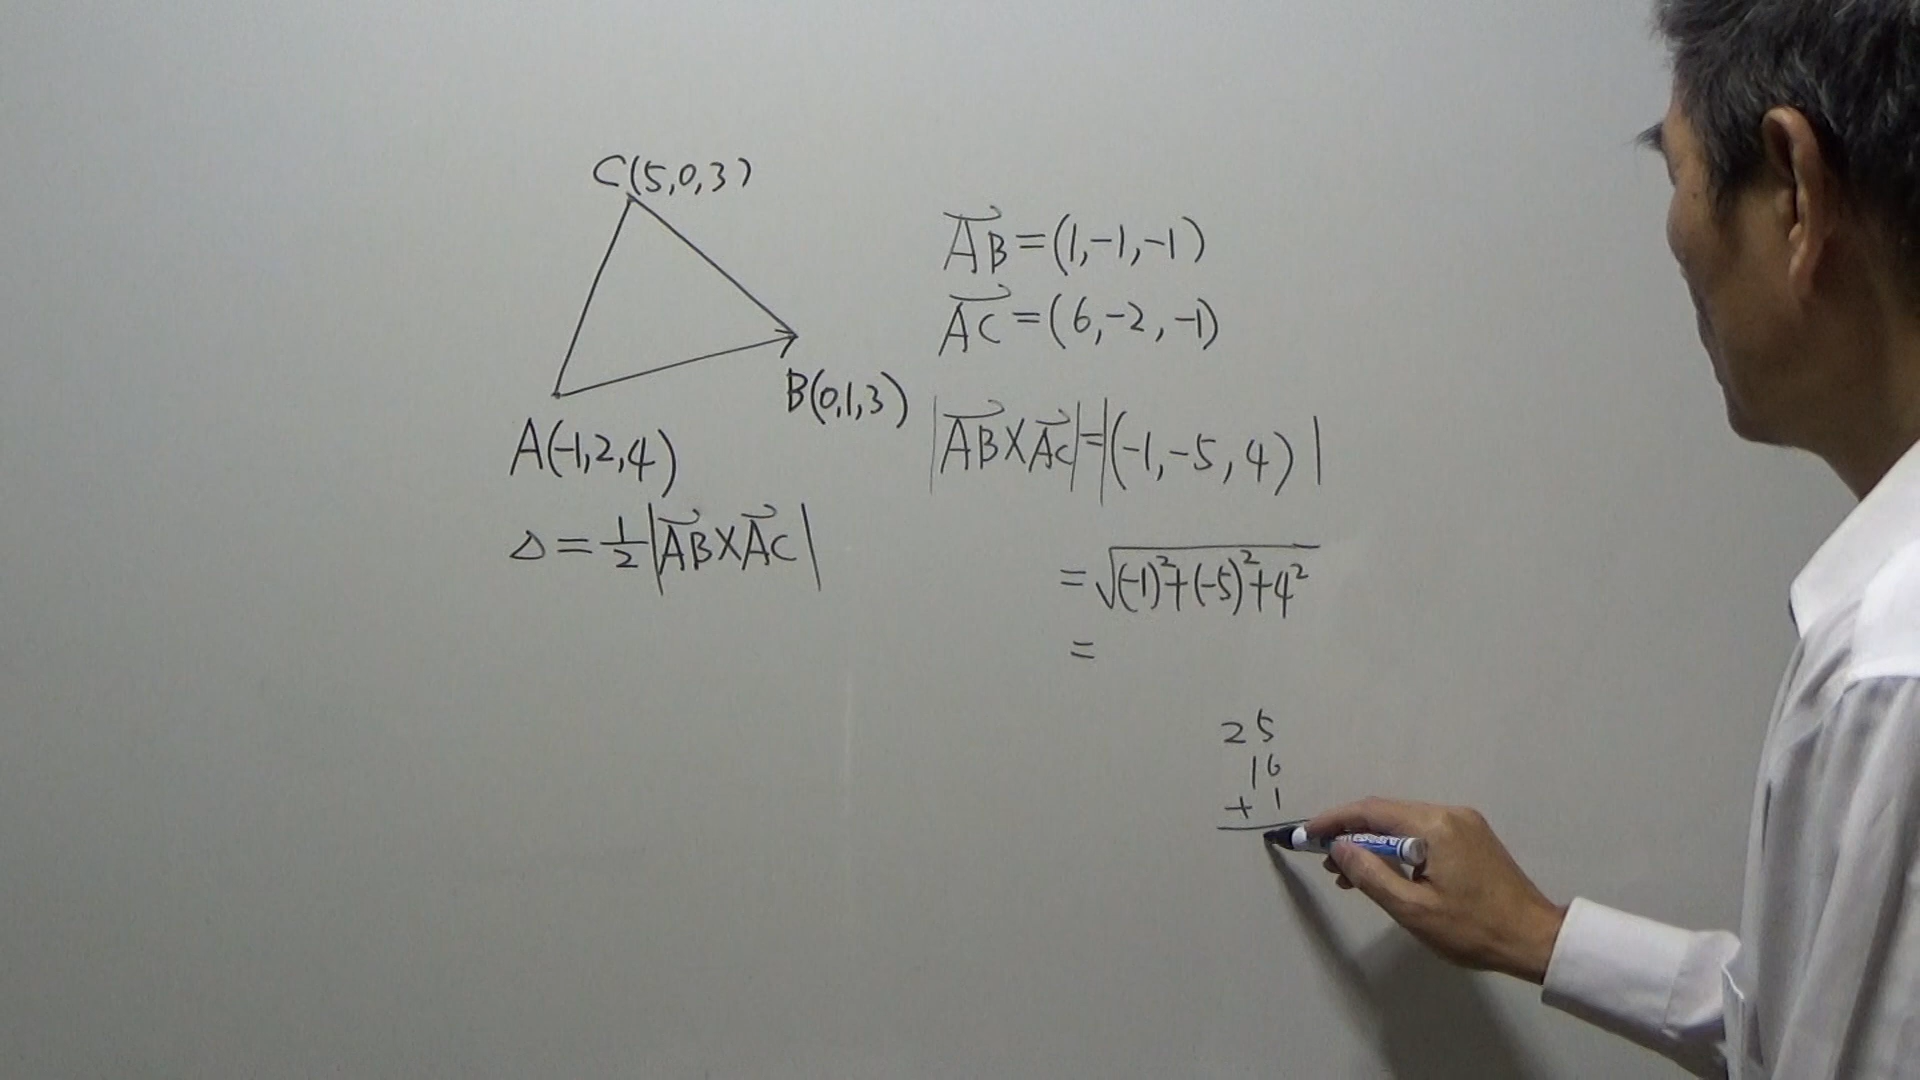 C(5,0,3)
B(0,1,3)
A(-1,2,4)
△=½|AB×AC|
AB=(1,-1,-1)
AC=(6,-2,-1)
|AB×AC|=|(-1,-5,4)|
=√(-1)²+(-5)²+4²
=
25
16
+1